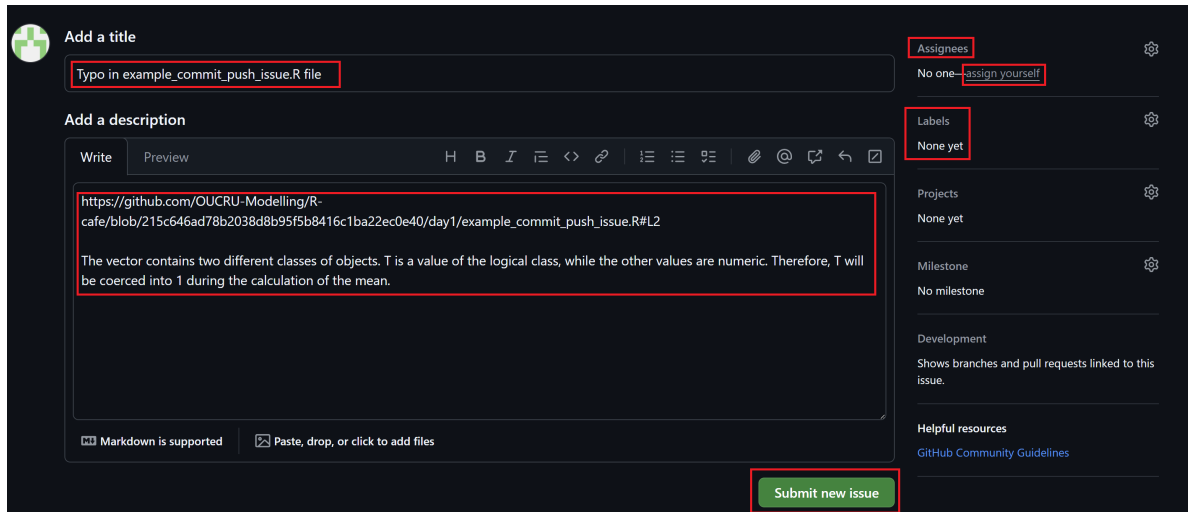 Add a title
Typo in example_commit_push_issue.R file
Add a description
Write
Preview
https://github.com/OUCRU-Modelling/R-
cafe/blob/215c646ad78b2038d8b95f5b8416c1ba22ec0e40/day1/example_commit_push_issue.R#L2
The vector contains two different classes of objects. T is a value of the logical class, while the other values are numeric. Therefore, T will
be coerced into 1 during the calculation of the mean.
Markdown is supported
Paste, drop, or click to add files
Submit new issue
Assignees
No one—assign yourself
Labels
None yet
Projects
None yet
Milestone
No milestone
Development
Shows branches and pull requests linked to this
issue.
Helpful resources
GitHub Community Guidelines